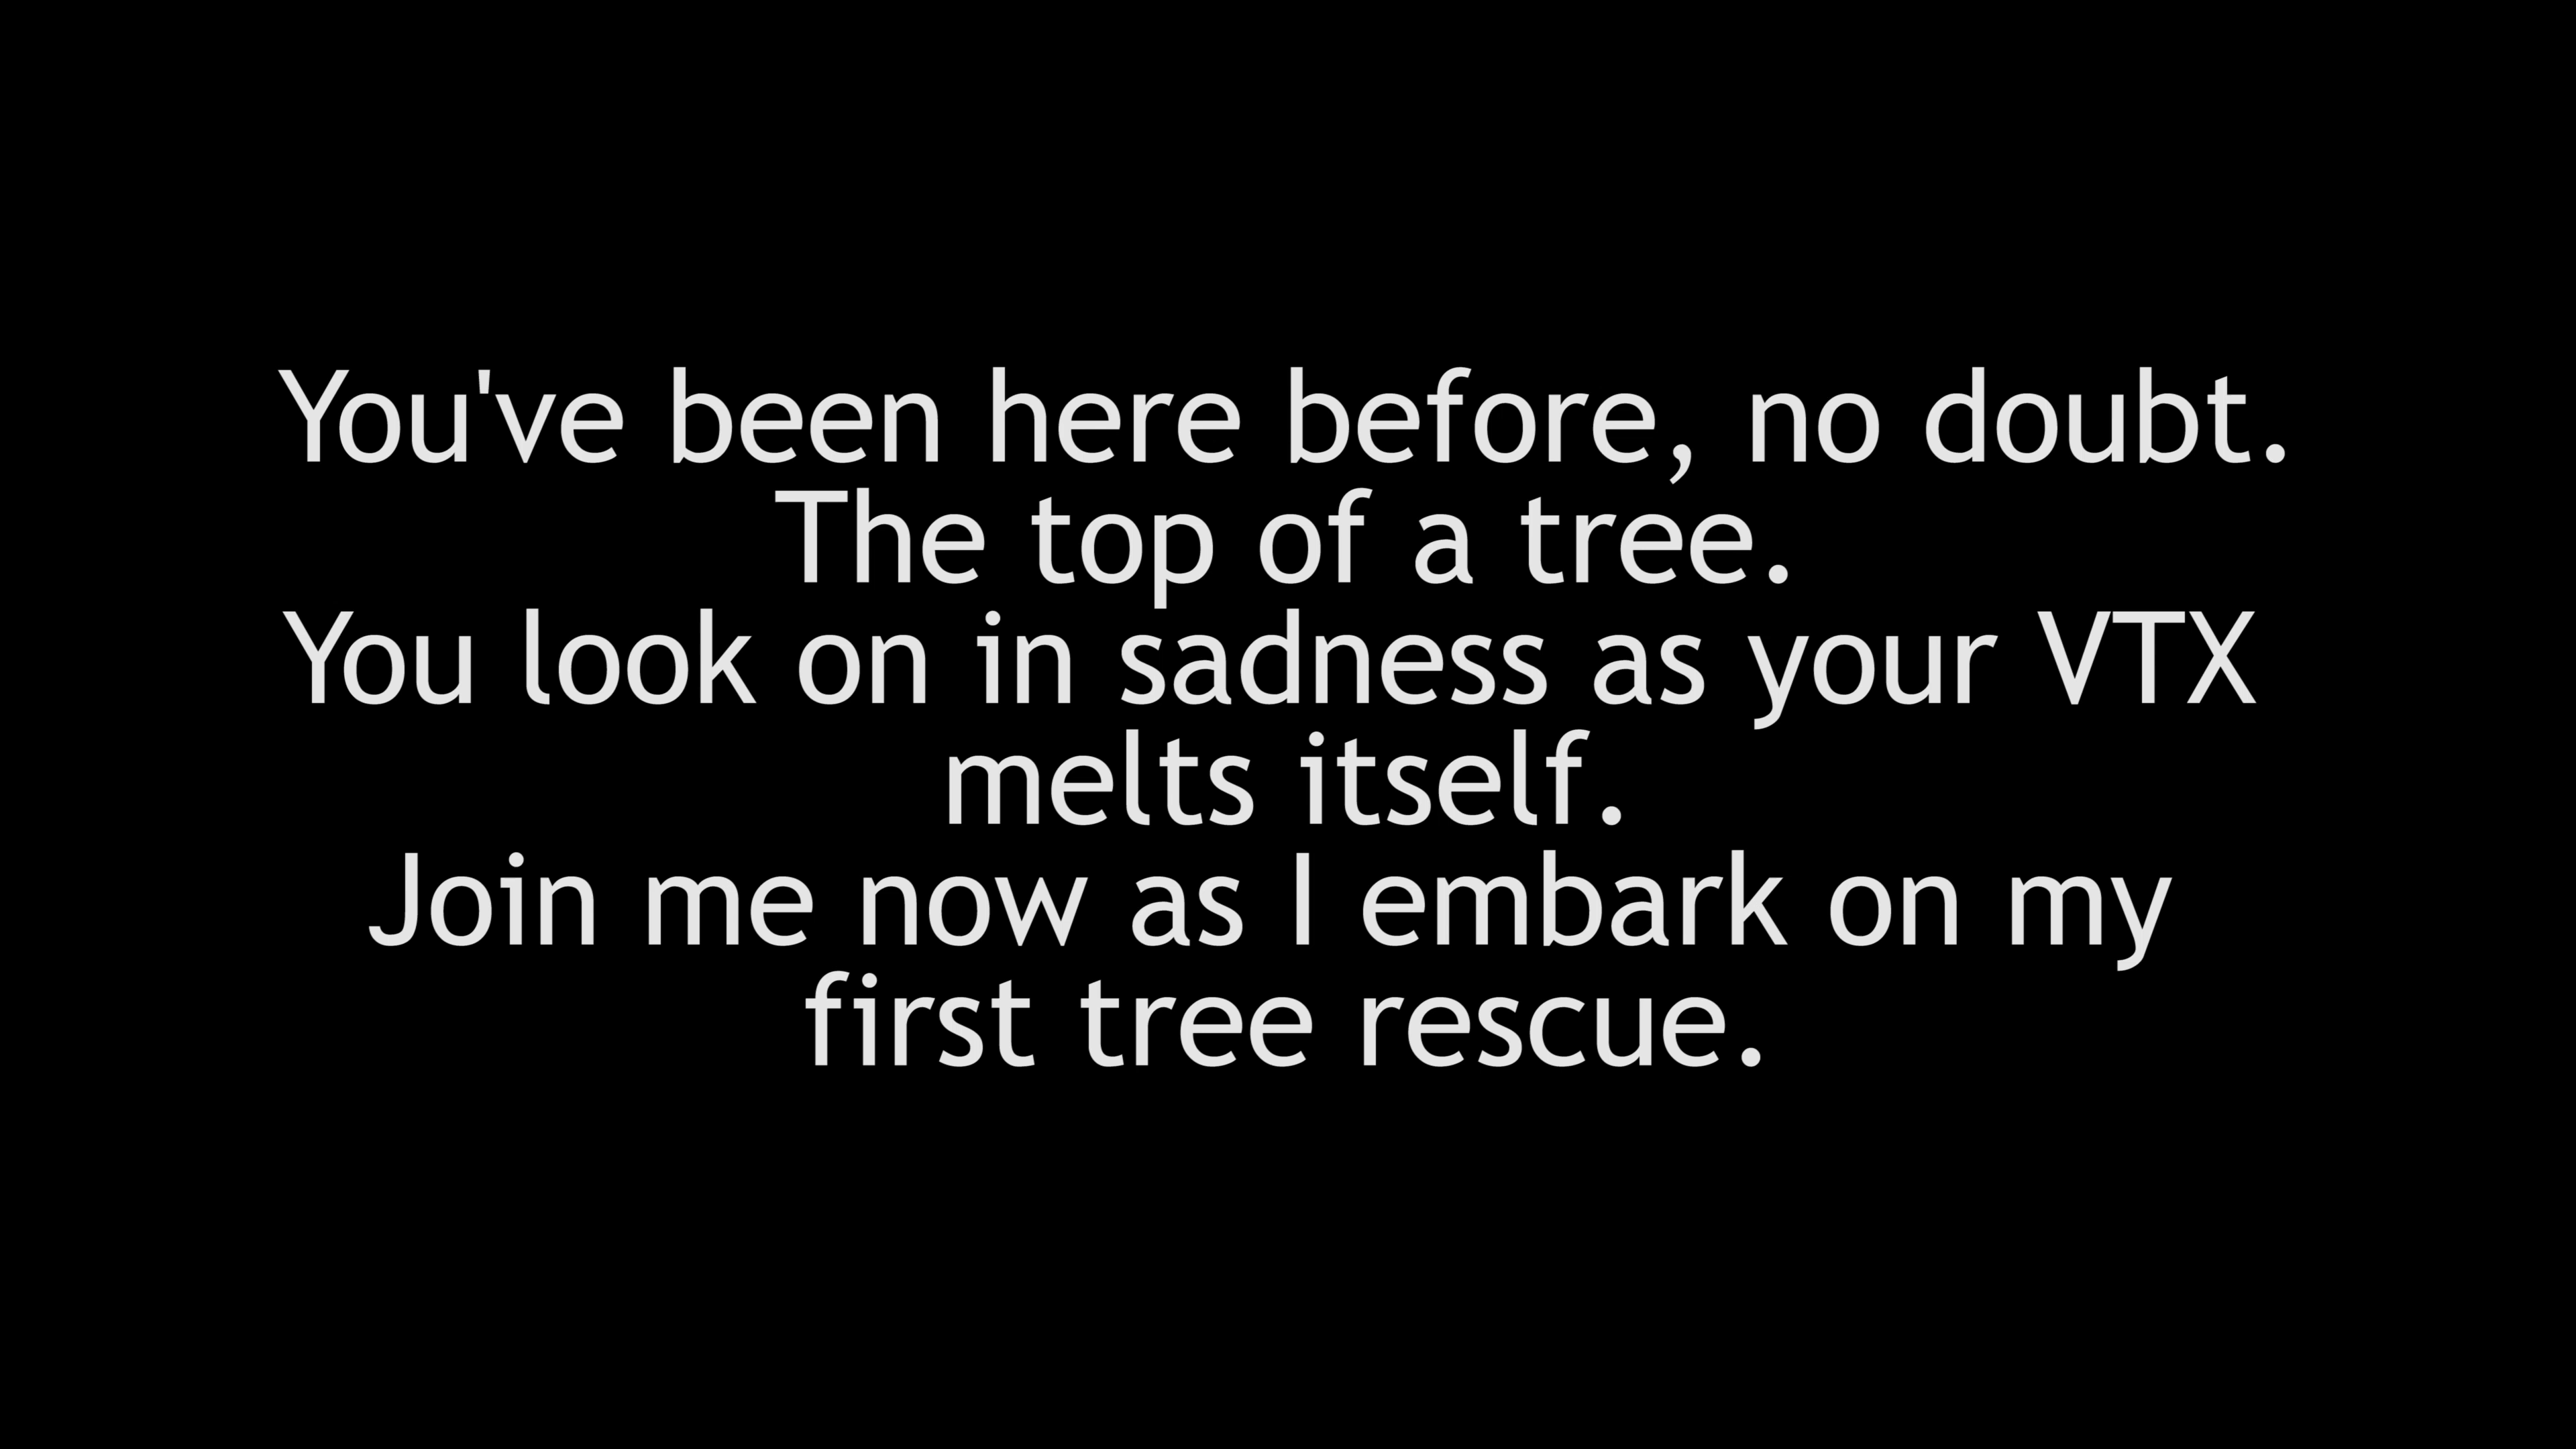 You've been here before, no doubt.
The top of a tree.
You look on in sadness as your VTX
melts itself.
Join me now as I embark on my
first tree rescue.